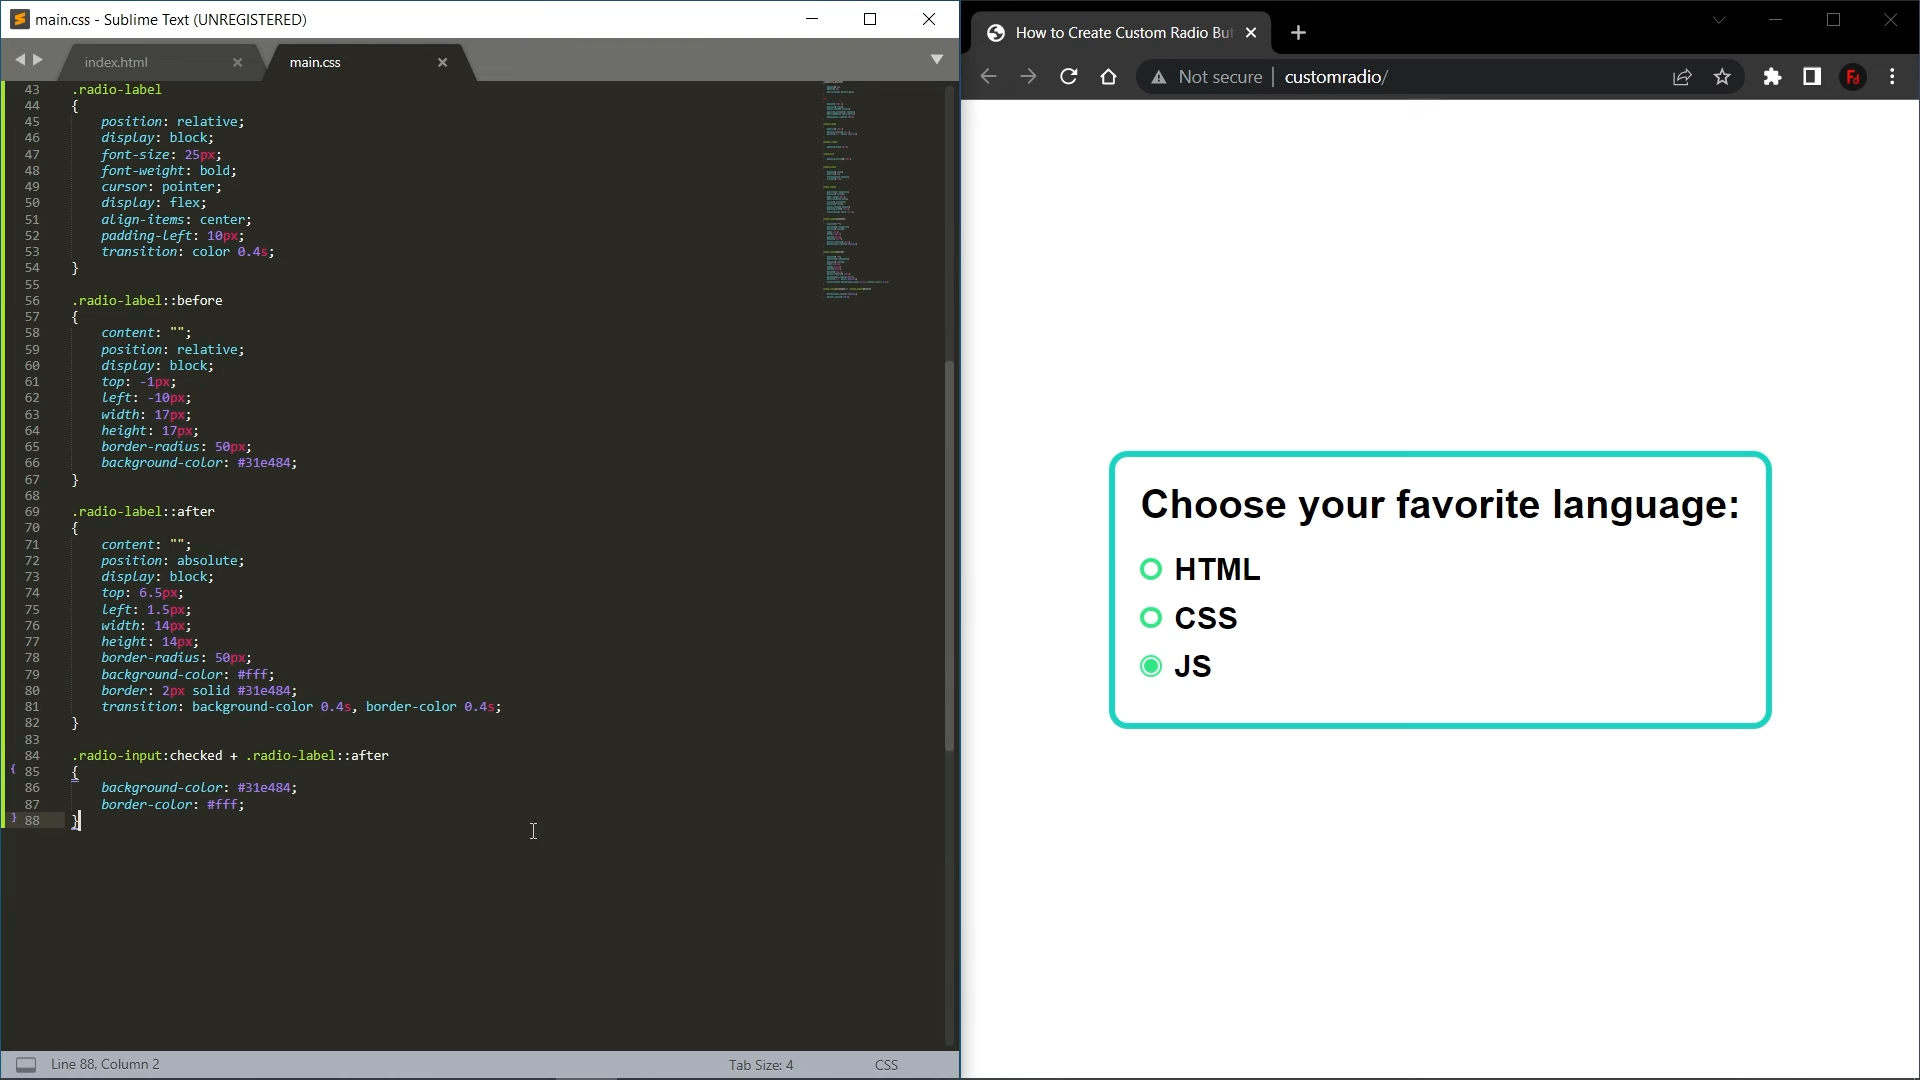 main.css - Sublime Text (UNREGISTERED)
index.html
main.css
43 .radio-label
44 {
45 position: relative;
46 display: block;
47 font-size: 25px;
48 font-weight: bold;
49 cursor: pointer;
50 display: flex;
51 align-items: center;
52 padding-left: 10px;
53 transition: color 0.4s;
54 }
55
56 .radio-label::before
57 {
58 content: "";
59 position: relative;
60 display: block;
61 top: -1px;
62 left: -10px;
63 width: 17px;
64 height: 17px;
65 border-radius: 50px;
66 background-color: #31e484;
67 }
68
69 .radio-label::after
70 {
71 content: "";
72 position: absolute;
73 display: block;
74 top: 6.5px;
75 left: 1.5px;
76 width: 14px;
77 height: 14px;
78 border-radius: 50px;
79 background-color: #fff;
80 border: 2px solid #31e484;
81 transition: background-color 0.4s, border-color 0.4s;
82 }
83
84 .radio-input:checked + .radio-label::after
{ 85 {
86 background-color: #31e484;
87 border-color: #fff;
} 88 }
Line 88, Column 2
Tab Size: 4
CSS
How to Create Custom Radio But
Not secure
customradio/
Fd
Choose your favorite language:
HTML
CSS
JS